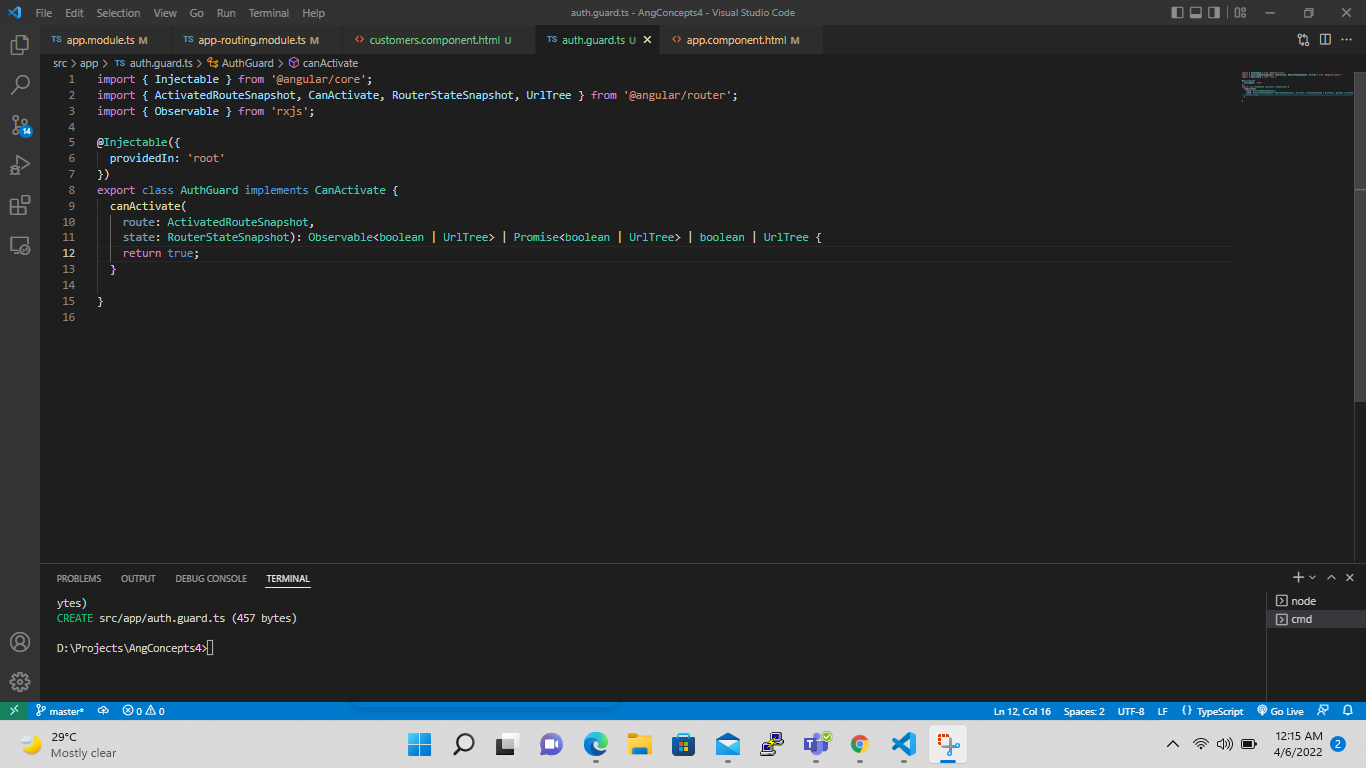 File Edit Selection View Go Run Terminal Help
auth.guard.ts - AngConcepts4 - Visual Studio Code
TS app.module.ts M
TS app-routing.module.ts M
<> customers.component.html U
TS auth.guard.ts U
<> app.component.html M
src > app > TS auth.guard.ts > AuthGuard > canActivate
1 import { Injectable } from '@angular/core';
2 import { ActivatedRouteSnapshot, CanActivate, RouterStateSnapshot, UrlTree } from '@angular/router';
3 import { Observable } from 'rxjs';
4
5 @Injectable({
6 providedIn: 'root'
7 })
8 export class AuthGuard implements CanActivate {
9 canActivate(
10 route: ActivatedRouteSnapshot,
11 state: RouterStateSnapshot): Observable<boolean | UrlTree> | Promise<boolean | UrlTree> | boolean | UrlTree {
12 return true;
13 }
14
15 }
16
14
PROBLEMS OUTPUT DEBUG CONSOLE TERMINAL
ytes)
CREATE src/app/auth.guard.ts (457 bytes)
D:\Projects\AngConcepts4>
node
cmd
master* 0 0
Ln 12, Col 16 Spaces: 2 UTF-8 LF {} TypeScript Go Live
29°C
Mostly clear
12:15 AM
4/6/2022
2